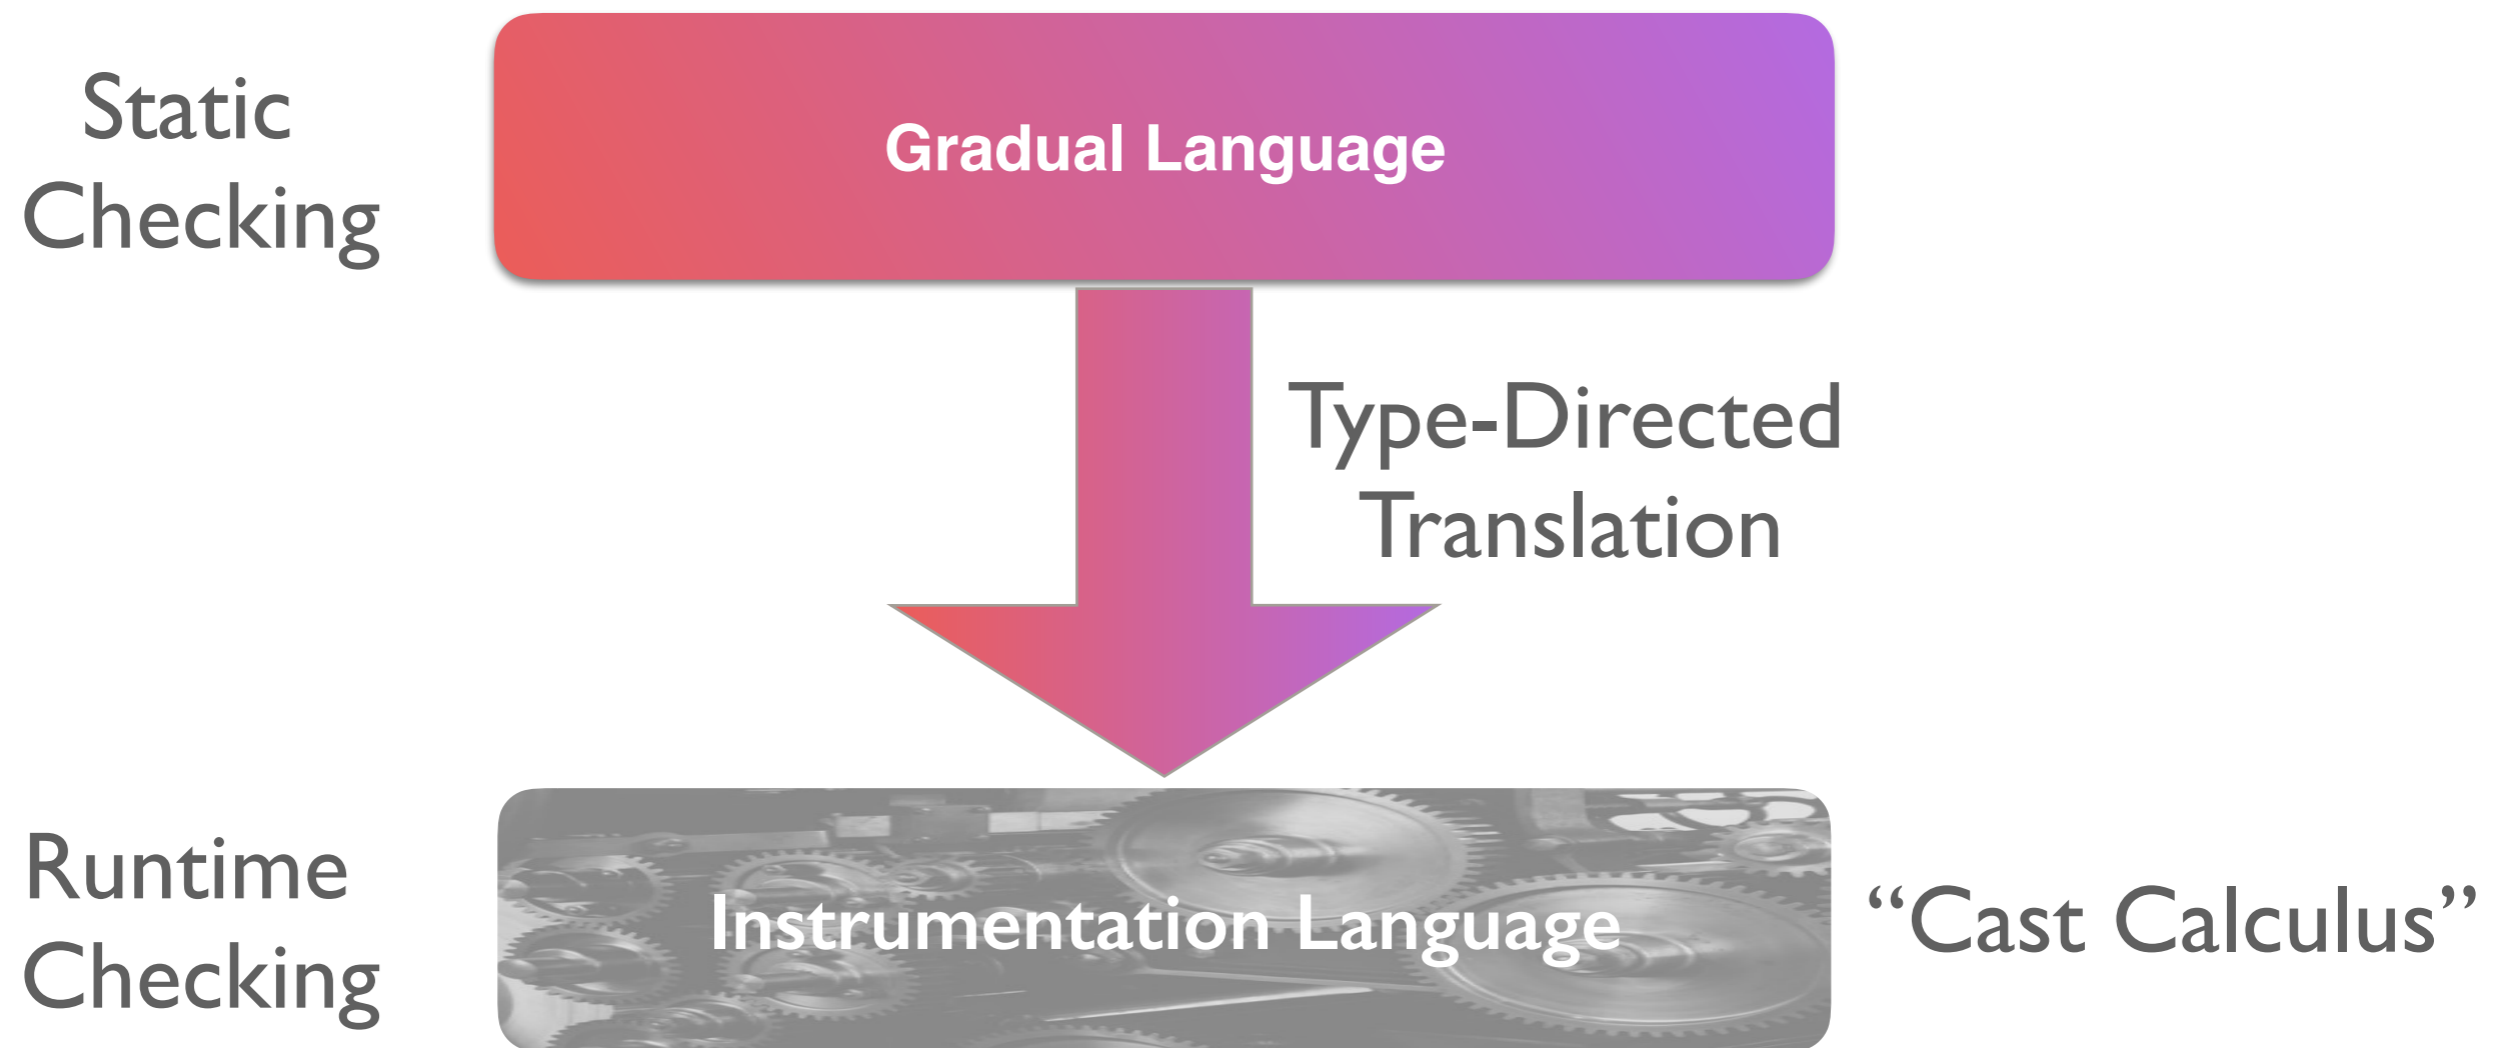 Static
Checking
Gradual Language
Type-Directed
Translation
Runtime
Checking
Instrumentation Language
“Cast Calculus”